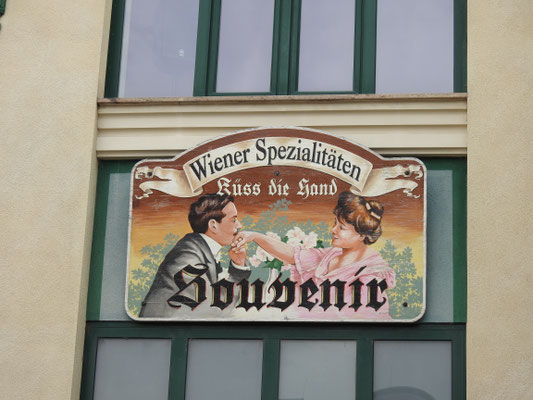 Wiener Spezialitäten
Küss die Hand
Souvenir